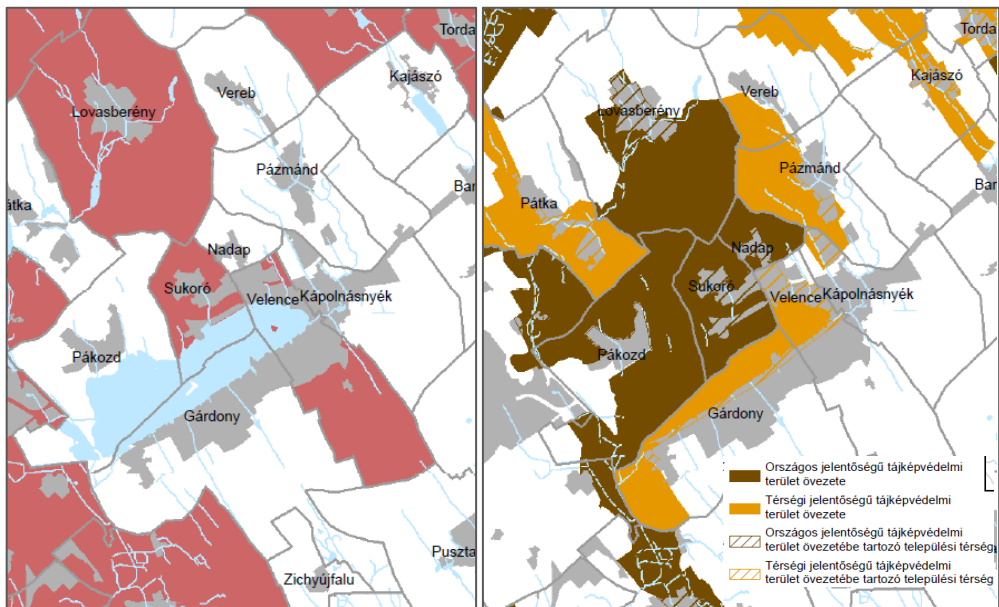 Torda
Kajászó
Vereb
Lovasberény
Pázmánd
Bar
átka
Nadap
Sukoró
Velence
Kápolnásnyék
Pákozd
Gárdony
Puszta
Zichyújfalu
Torda
Kajászó
Vereb
Lovasberény
Pázmánd
Bar
Pátka
Nadap
Sukoró
Velence
Kápolnásnyék
Pákozd
Gárdony
Országos jelentőségű tájképvédelmi
terület övezete
Térségi jelentőségű tájképvédelmi
terület övezete
Országos jelentőségű tájképvédelmi
terület övezetébe tartozó települési térség
Térségi jelentőségű tájképvédelmi
terület övezetébe tartozó települési térség